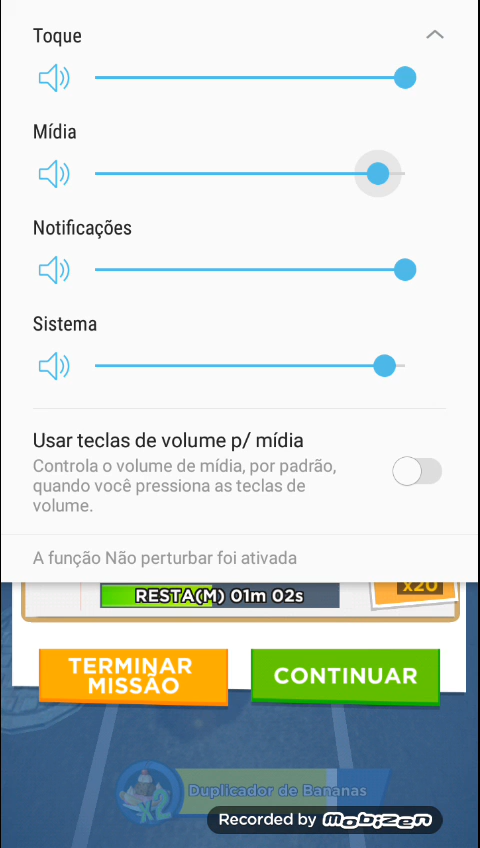 Toque
Mídia
Notificações
Sistema
Usar teclas de volume p/ mídia
Controla o volume de mídia, por padrão,
quando você pressiona as teclas de
volume.
A função Não perturbar foi ativada
x20
RESTA(M) 01m 02s
TERMINAR
MISSÃO
CONTINUAR
X2
Duplicador de Bananas
Recorded by mobizen